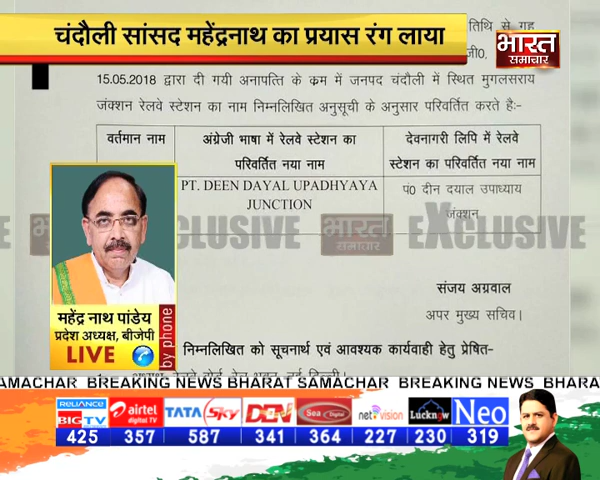 चंदौली सांसद महेंद्रनाथ का प्रयास रंग लाया
भारत
समाचार
तिथि से गृह
15.05.2018 द्वारा दी गयी अनापत्ति के क्रम में जनपद चंदौली में स्थित मुगलसराय
जंक्शन रेलवे स्टेशन का नाम निम्नलिखित अनुसूची के अनुसार परिवर्तित करते है:-
वर्तमान नाम
अंग्रेजी भाषा में रेलवे स्टेशन का
परिवर्तित नया नाम
देवनागरी लिपि में रेलवे
स्टेशन का परिवर्तित नया नाम
PT. DEEN DAYAL UPADHYAYA
JUNCTION
पं0 दीन दयाल उपाध्याय
जंक्शन
भारत
समाचार
EXCLUSIVE
संजय अग्रवाल
अपर मुख्य सचिव।
महेंद्र नाथ पांडेय
प्रदेश अध्यक्ष, बीजेपी
LIVE
by phone
निम्नलिखित को सूचनार्थ एवं आवश्यक कार्यवाही हेतु प्रेषित-
SAMACHAR BREAKING NEWS BHARAT SAMACHAR BREAKING NEWS BHARA
RELIANCE BIG TV 425
airtel digital TV 357
TATA Sky 587
DEN 341
Sea Digital 364
netvision 227
Lucknow 230
Neo 319